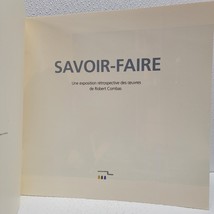 SAVOIR-FAIRE
Une exposition rétrospective des œuvres
de Robert Combas